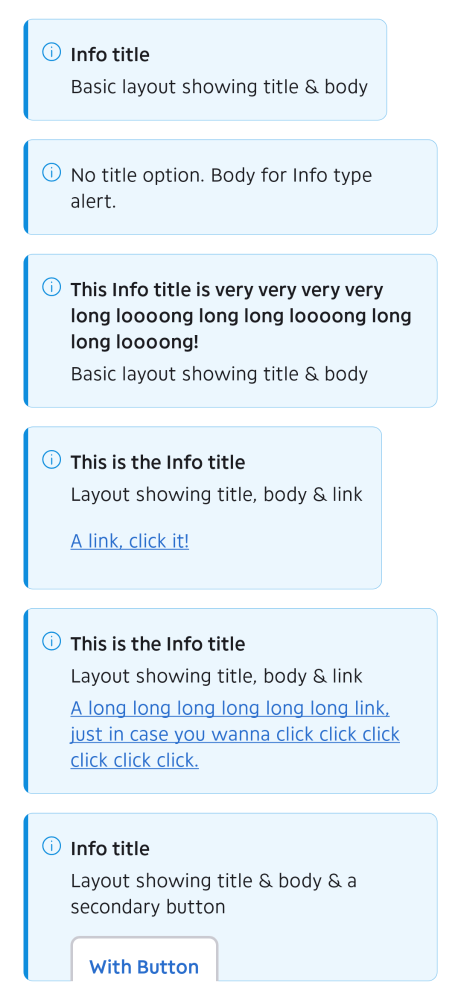 Info title
Basic layout showing title & body
No title option. Body for Info type
alert.
This Info title is very very very very
long loooong long long loooong long
long loooong!
Basic layout showing title & body
This is the Info title
Layout showing title, body & link
A link, click it!
This is the Info title
Layout showing title, body & link
A long long long long long long link,
just in case you wanna click click click
click click click.
Info title
Layout showing title & body & a
secondary button
With Button